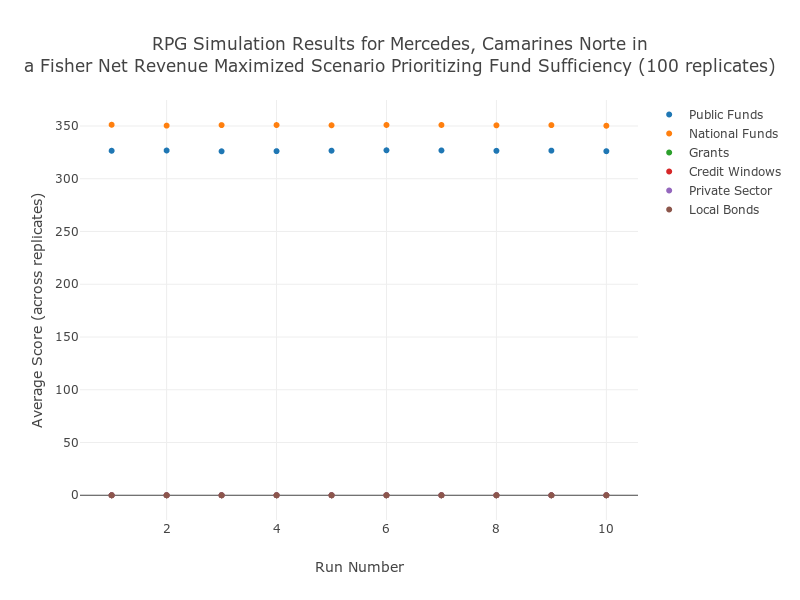 RPG Simulation Results for Mercedes, Camarines Norte in
a Fisher Net Revenue Maximized Scenario Prioritizing Fund Sufficiency (100 replicates)
Public Funds
National Funds
Grants
Credit Windows
Private Sector
Local Bonds
Average Score (across replicates)
350
300
250
200
150
100
50
0
2 4 6 8 10
Run Number